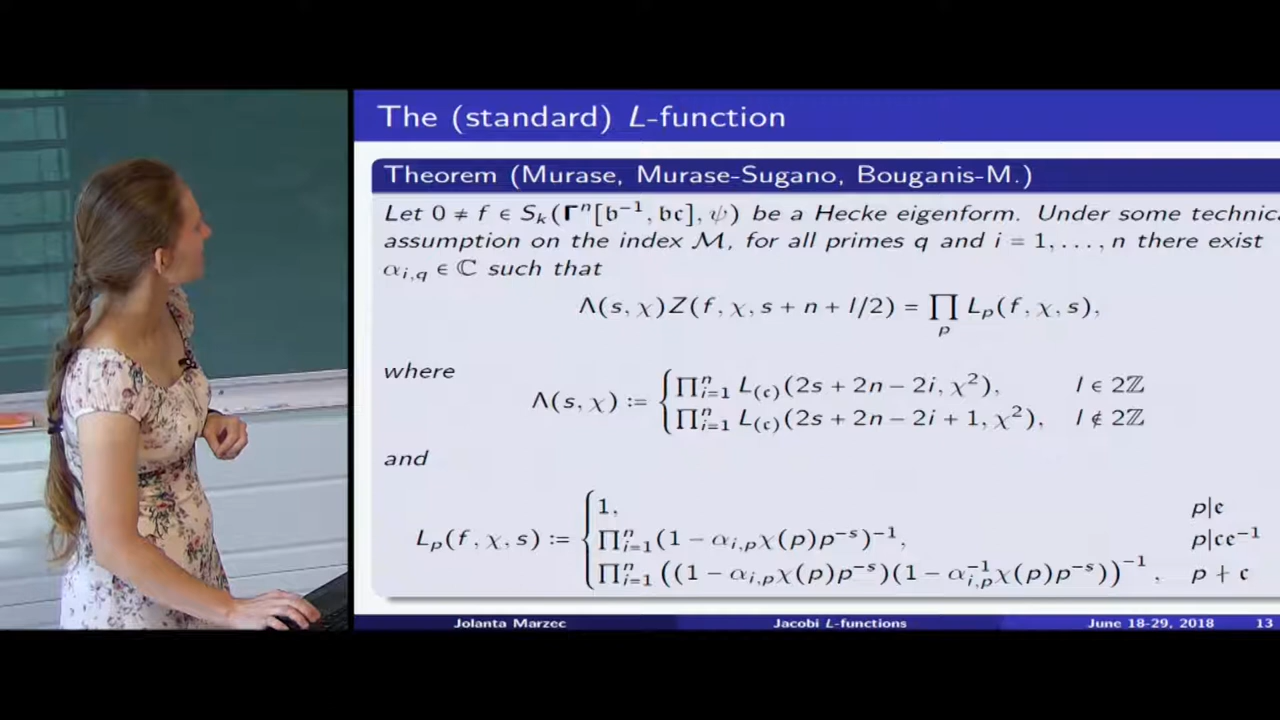 The (standard) L-function
Theorem (Murase, Murase-Sugano, Bouganis-M.)
Let 0 ≠ f ∈ S_k(𝚪^n[𝔟^{-1}, 𝔟𝔠], ψ) be a Hecke eigenform. Under some technica
assumption on the index ℳ, for all primes q and i = 1, . . . , n there exist
α_{i,q} ∈ ℂ such that
Λ(s, χ)Z(f, χ, s + n + l/2) = ∏_p L_p(f, χ, s),
where
Λ(s, χ) := { ∏_{i=1}^n L_{(𝔠)}(2s + 2n − 2i, χ^2), l ∈ 2ℤ
∏_{i=1}^n L_{(𝔠)}(2s + 2n − 2i + 1, χ^2), l ∉ 2ℤ
and
L_p(f, χ, s) := { 1, p|𝔠
∏_{i=1}^n (1 − α_{i,p}χ(p)p^{−s})^{−1}, p|𝔠𝔢^{−1}
∏_{i=1}^n ((1 − α_{i,p}χ(p)p^{−s})(1 − α_{i,p}^{−1}χ(p)p^{−s}))^{−1}, p ∤ 𝔠
Jolanta Marzec Jacobi L-functions June 18-29, 2018 13